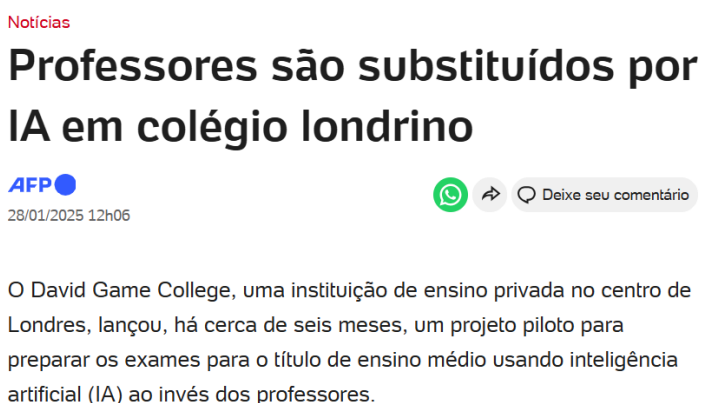 Notícias
Professores são substituídos por
IA em colégio londrino
AFP
28/01/2025 12h06
Deixe seu comentário
O David Game College, uma instituição de ensino privada no centro de
Londres, lançou, há cerca de seis meses, um projeto piloto para
preparar os exames para o título de ensino médio usando inteligência
artificial (IA) ao invés dos professores.